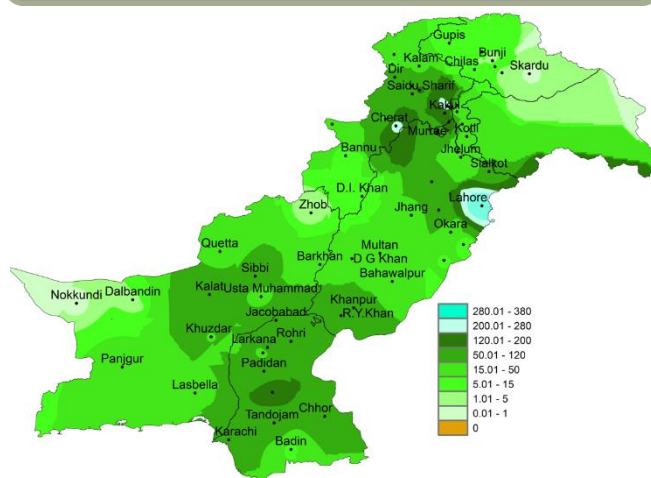 Gupis
Kalam
Bunji
Dir
Chilas
Skardu
Saidu Sharif
Kakul
Cherat
Murree
Kotli
Bannu
Jhelum
Sialkot
D.I. Khan
Zhob
Jhang
Lahore
Okara
Quetta
Multan
Barkhan
D G Khan
Sibbi
Bahawalpur
Nokkundi
Dalbandin
Kalat
Usta Muhammad
Khanpur
Jacobabad
R.Y.Khan
Khuzdar
Larkana
Rohri
Panjgur
Padidan
Lasbella
Chhor
Tandojam
Karachi
Badin
280.01 - 380
200.01 - 280
120.01 - 200
50.01 - 120
15.01 - 50
5.01 - 15
1.01 - 5
0.01 - 1
0